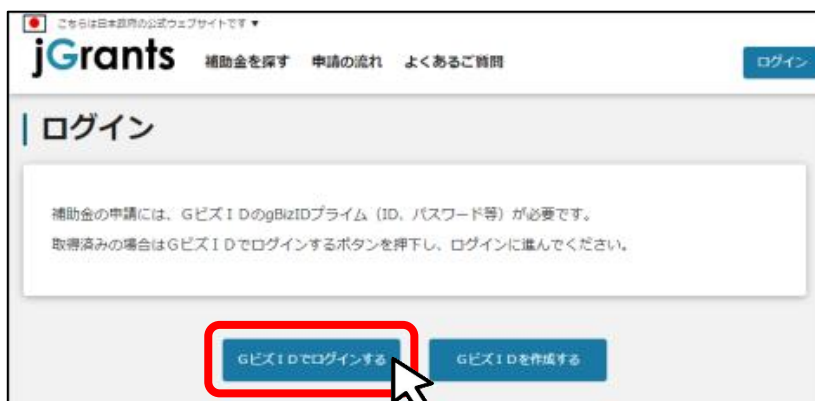 こちらは日本政府の公式ウェブサイトです ▼
jGrants 補助金を探す 申請の流れ よくあるご質問 ログイン
ログイン
補助金の申請には、GビズIDのgBizIDプライム（ID、パスワード等）が必要です。
取得済みの場合はGビズIDでログインするボタンを押下し、ログインに進んでください。
GビズIDでログインする GビズIDを作成する